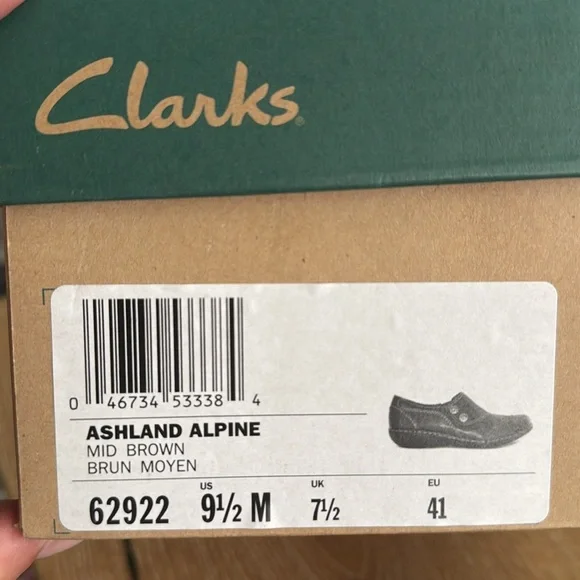 Clarks
0 46734 53338 4
ASHLAND ALPINE
MID BROWN
BRUN MOYEN
US UK EU
62922 9½ M 7½ 41